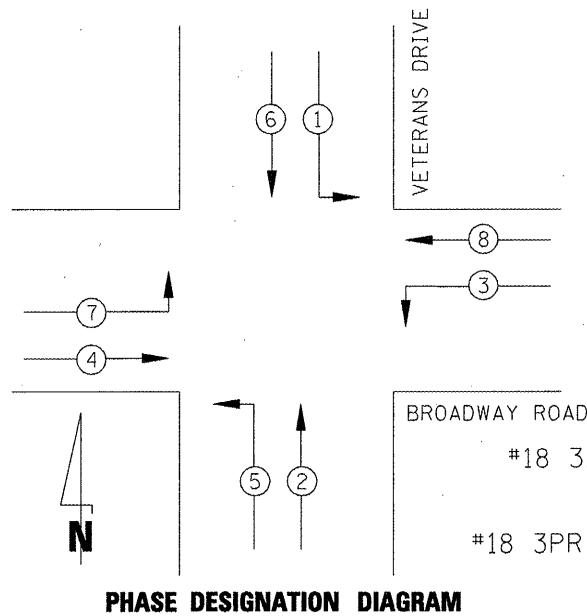 VETERANS DRIVE
6
1
8
3
7
4
5
2
BROADWAY ROAD
#18 3
#18 3PR
N
PHASE DESIGNATION DIAGRAM